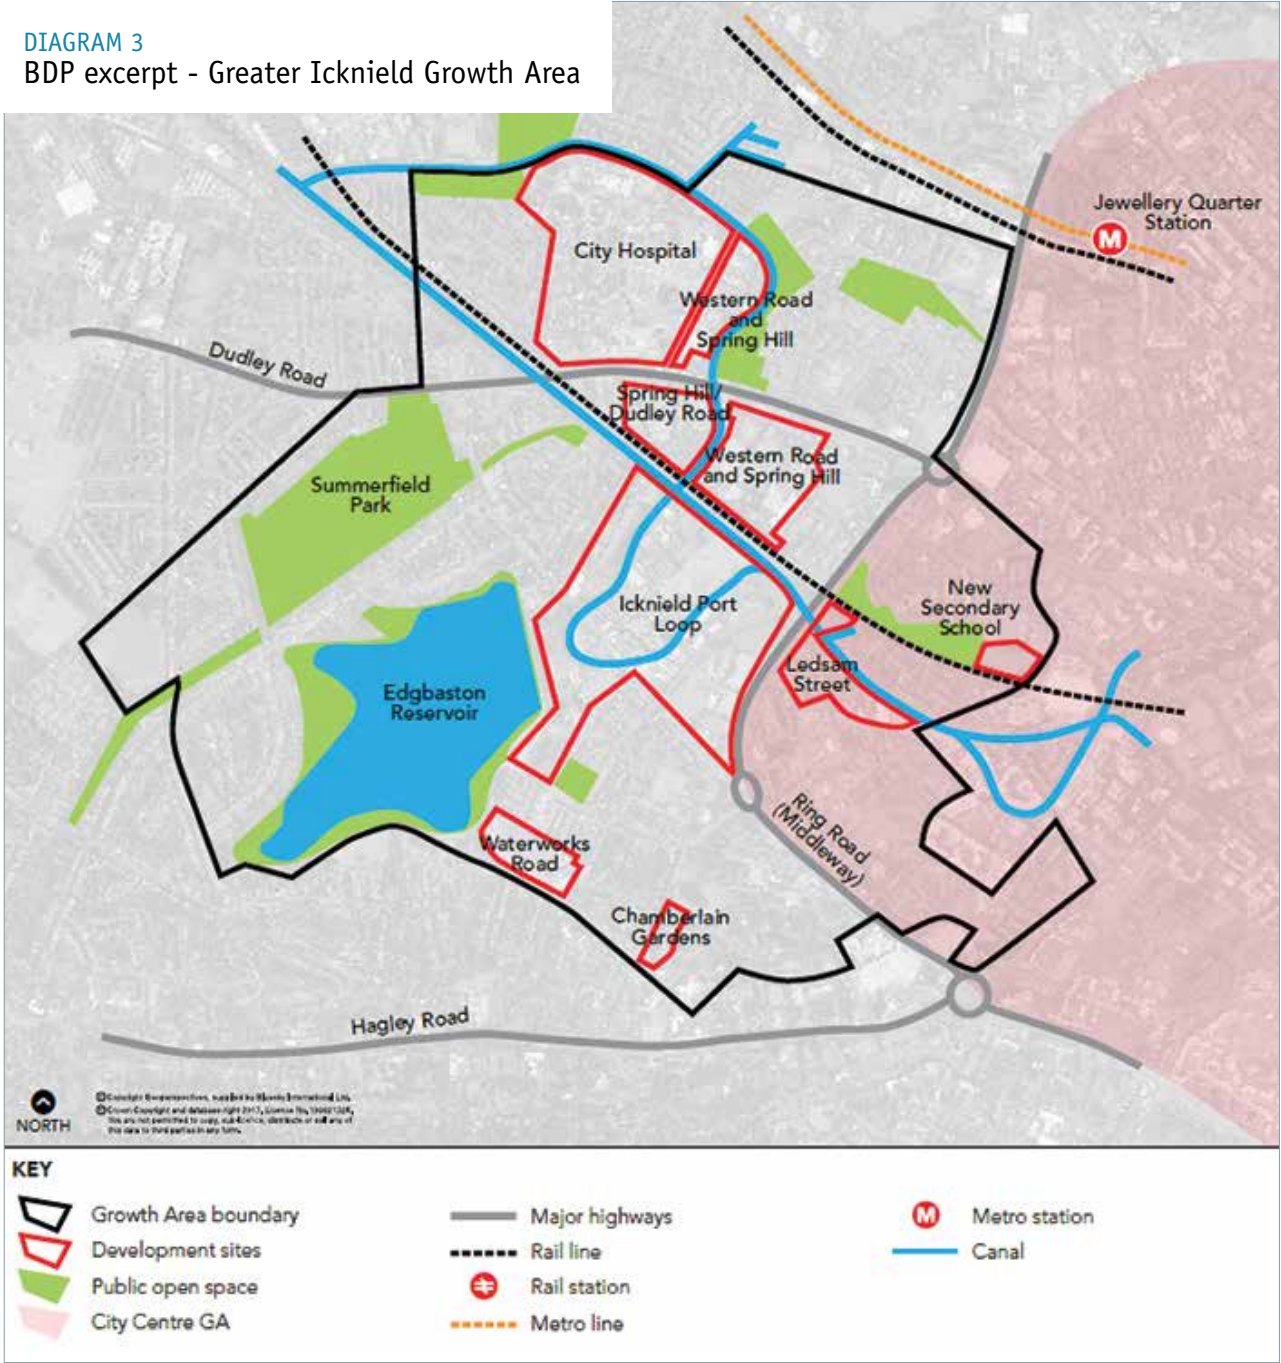 DIAGRAM 3
BDP excerpt - Greater Icknield Growth Area
Jewellery Quarter
Station
M
City Hospital
Western Road
and
Spring Hill
Dudley Road
Spring Hill/
Dudley Road
Western Road
and Spring Hill
Summerfield
Park
New
Secondary
School
Icknield Port
Loop
Ledsam
Street
Edgbaston
Reservoir
Ring Road
(Middleway)
Waterworks
Road
Chamberlain
Gardens
Hagley Road
NORTH
KEY
Growth Area boundary
Development sites
Public open space
City Centre GA
Major highways
Rail line
Rail station
Metro line
M Metro station
Canal